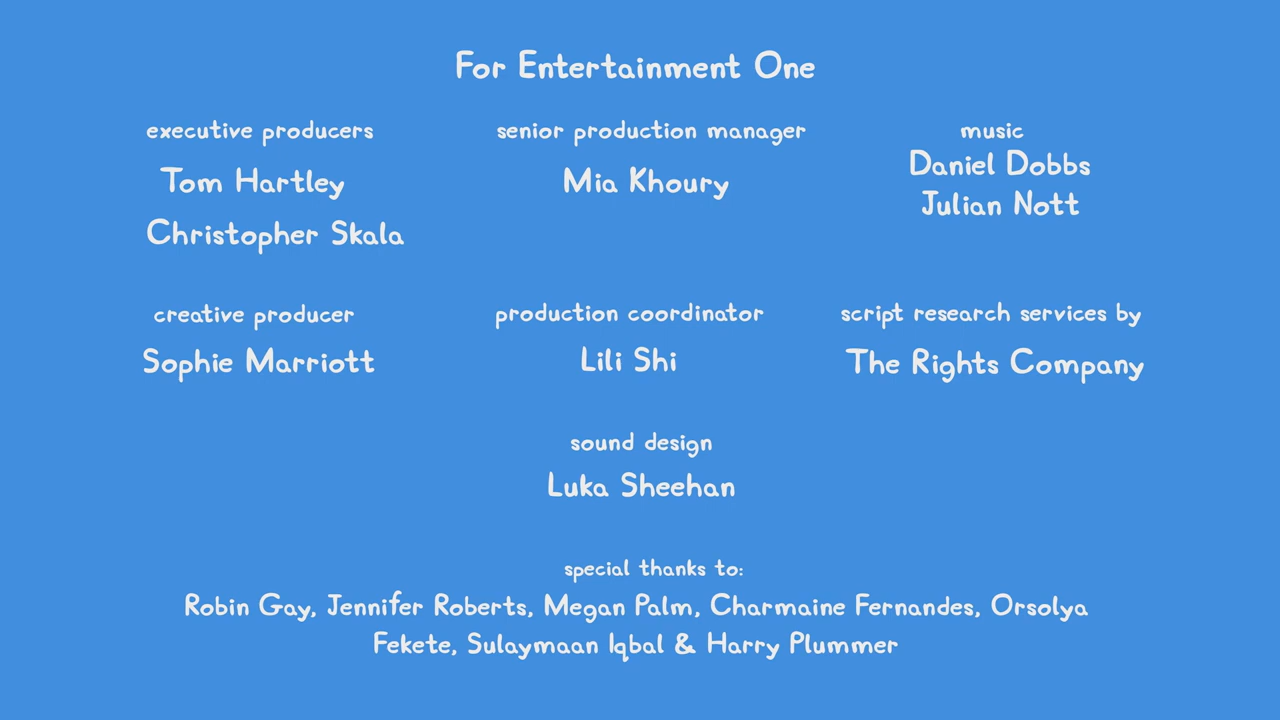 For Entertainment One
executive producers
Tom Hartley
Christopher Skala
senior production manager
Mia Khoury
music
Daniel Dobbs
Julian Nott
creative producer
Sophie Marriott
production coordinator
Lili Shi
script research services by
The Rights Company
sound design
Luka Sheehan
special thanks to:
Robin Gay, Jennifer Roberts, Megan Palm, Charmaine Fernandes, Orsolya
Fekete, Sulaymaan Iqbal & Harry Plummer